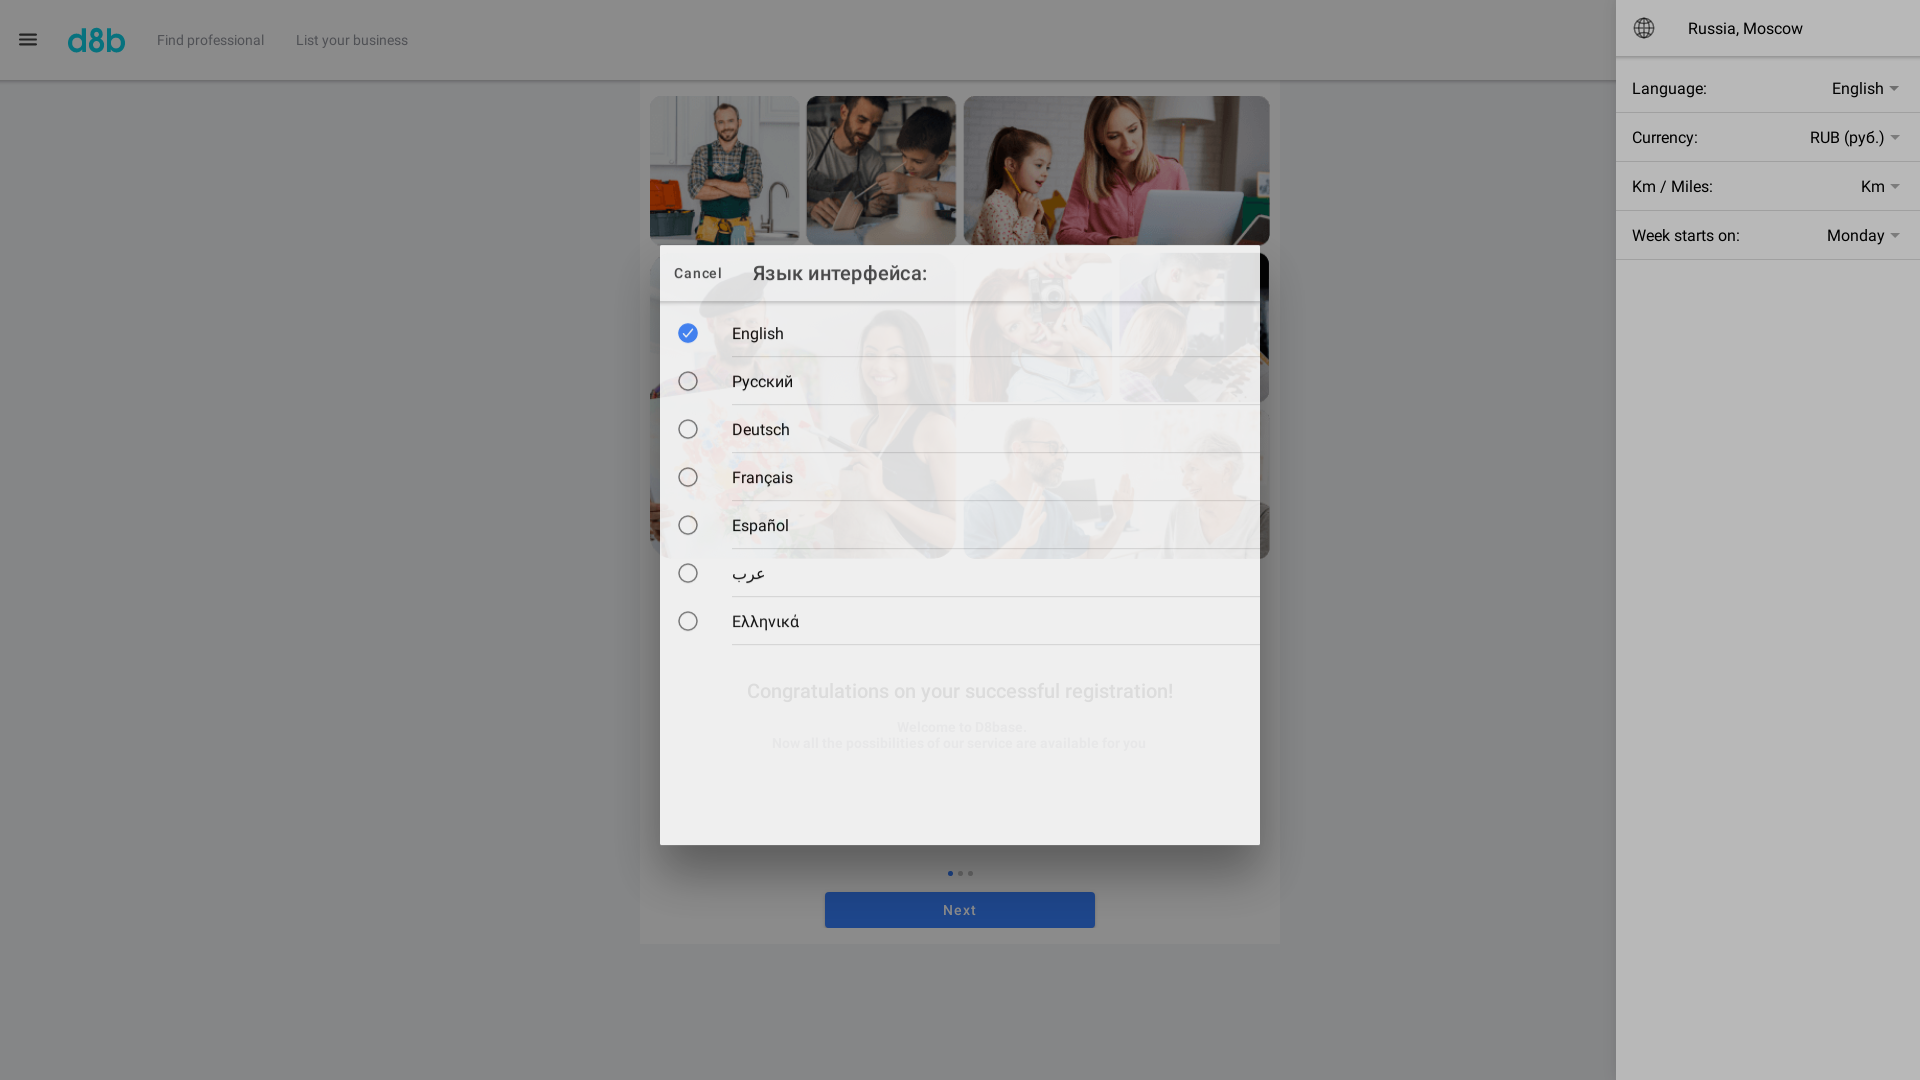 d8b
Find professional
List your business
Russia, Moscow
Language:
English
Currency:
RUB (руб.)
Km / Miles:
Km
Week starts on:
Monday
Cancel
Язык интерфейса:
English
Русский
Deutsch
Français
Español
عرب
Ελληνικά
Congratulations on your successful registration!
Welcome to D8base.
Now all the possibilities of our service are available for you
Next